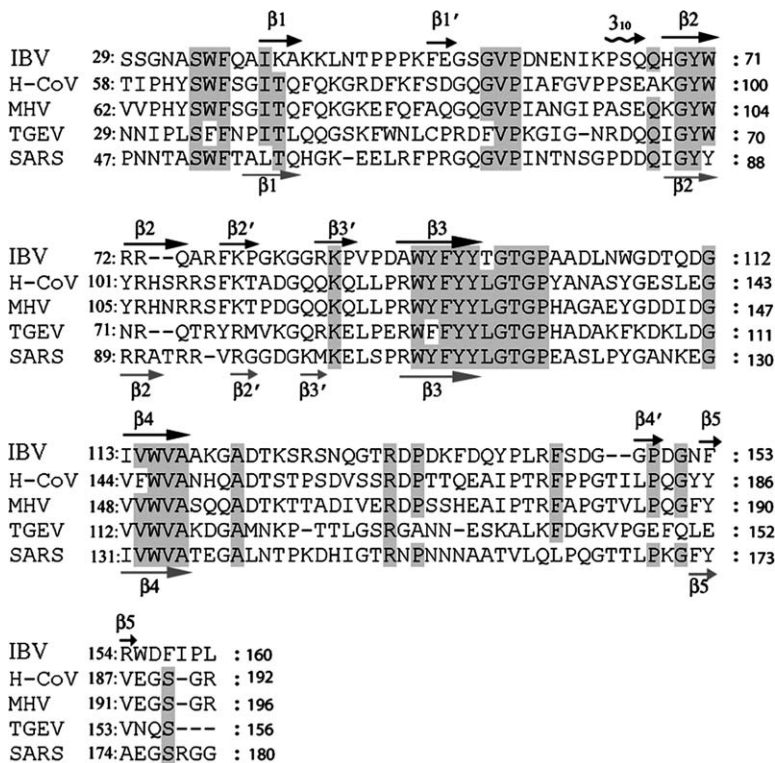 β1 β1′ 3₁₀ β2
IBV 29: SSGNASWFQAIKAKKLNTPPPKFEGSGVPDNENIKPSQQHGYW :71
H-CoV 58: TIPHYSWFSGITQFQKGRDFKFSDGQGVPIAFGVPPSEAKGYW :100
MHV 62: VVPHYSWFSGITQFQKGKEFQFAQGQGVPIANGIPASEQKGYW :104
TGEV 29: NNIPLSFFNPITLQQGSKFWNLCPRDFVPKGIG-NRDQQIGYW 70
SARS 47: PNNTASWFTALTQHGK-EELRFPRGQGVPINTNSGPDDQIGYY : 88
β1 β2
β2 β2′ β3′ β3
IBV 72: RR--QARFKPGKGGRKPVPDAWYFYYTGTGPAADLNWGDTQDG :112
H-CoV 101: YRHSRRSFKTADGQQKQLLPRWYFYYLGTGPYANASYGESLEG : 143
MHV 105: YRHNRRSFKTPDGQQKQLLPRWYFYYLGTGPHAGAEYGDDIDG : 147
TGEV 71: NR--QTRYRMVKGQRKELPERWFFYYLGTGPHADAKFKDKLDG : 111
SARS 89: RRATRR-VRGGDGKMKELSPRWYFYYLGTGPEASLPYGANKEG : 130
β2 β2′ β3′ β3
β4 β4′ β5
IBV 113: IVWVAAKGADTKSRSNQGTRDPDKFDQYPLRFSDG--GPDGNF : 153
H-CoV 144: VFWVANHQADTSTPSDVSSRDPTTQEAIPTRFPPGTILPQGYY : 186
MHV 148: VVWVASQQADTKTTADIVERDPSSHEAIPTRFAPGTVLPQGFY : 190
TGEV 112: VVWVAKDGAMNKP-TTLGSRGANN-ESKALKFDGKVPGEFQLE : 152
SARS 131: IVWVATEGALNTPKDHIGTRNPNNNAATVLQLPQGTTLPKGFY : 173
β4 β5
β5
IBV 154: RWDFIPL :160
H-CoV 187: VEGS-GR : 192
MHV 191: VEGS-GR : 196
TGEV 153: VNQS--- : 156
SARS 174: AEGSRGG : 180